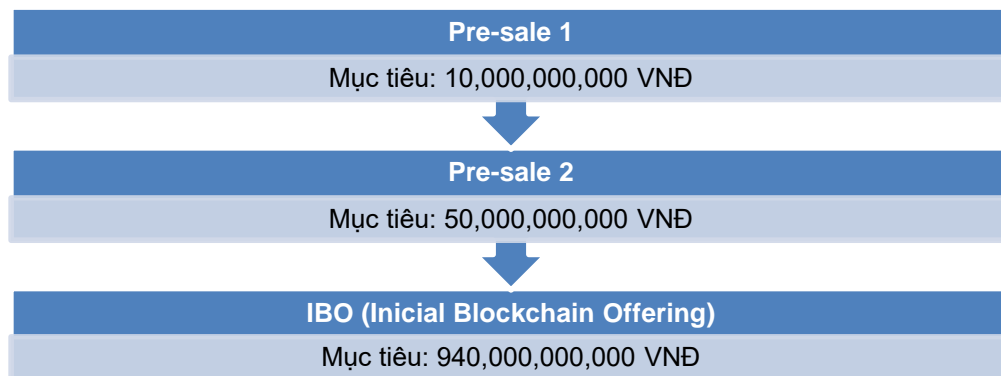 Pre-sale 1
Mục tiêu: 10,000,000,000 VNĐ
Pre-sale 2
Mục tiêu: 50,000,000,000 VNĐ
IBO (Inicial Blockchain Offering)
Mục tiêu: 940,000,000,000 VNĐ